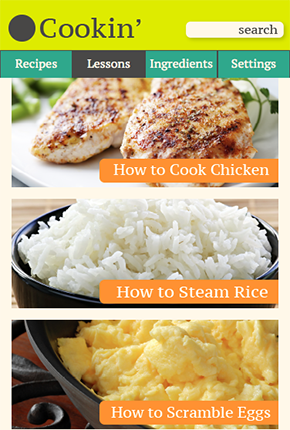 Cookin’
search
Recipes Lessons Ingredients Settings
How to Cook Chicken
How to Steam Rice
How to Scramble Eggs